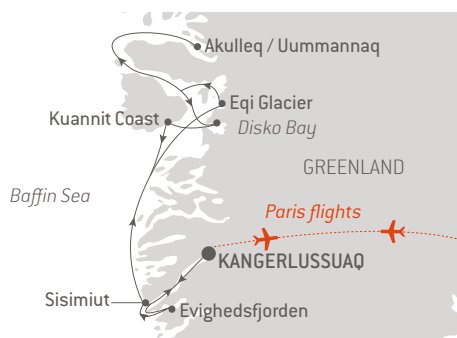 Akulleq / Uummannaq
Eqi Glacier
Kuannit Coast
Disko Bay
GREENLAND
Baffin Sea
Paris flights
KANGERLUSSUAQ
Sisimiut
Evighedsfjorden